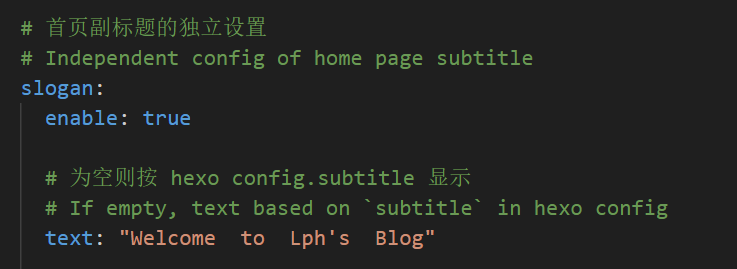 # 首页副标题的独立设置
# Independent config of home page subtitle
slogan:
  enable: true
  # 为空则按 hexo config.subtitle 显示
  # If empty, text based on `subtitle` in hexo config
  text: "Welcome  to  Lph's  Blog"